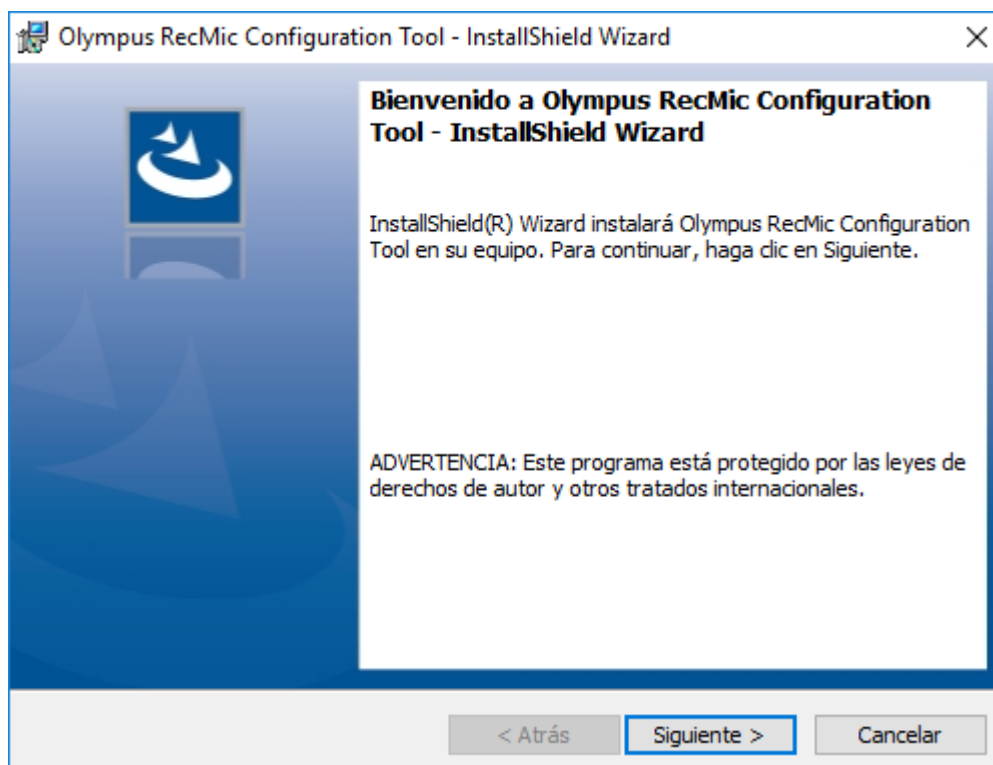 Olympus RecMic Configuration Tool - InstallShield Wizard
Bienvenido a Olympus RecMic Configuration
Tool - InstallShield Wizard
InstallShield(R) Wizard instalará Olympus RecMic Configuration
Tool en su equipo. Para continuar, haga clic en Siguiente.
ADVERTENCIA: Este programa está protegido por las leyes de
derechos de autor y otros tratados internacionales.
< Atrás
Siguiente >
Cancelar